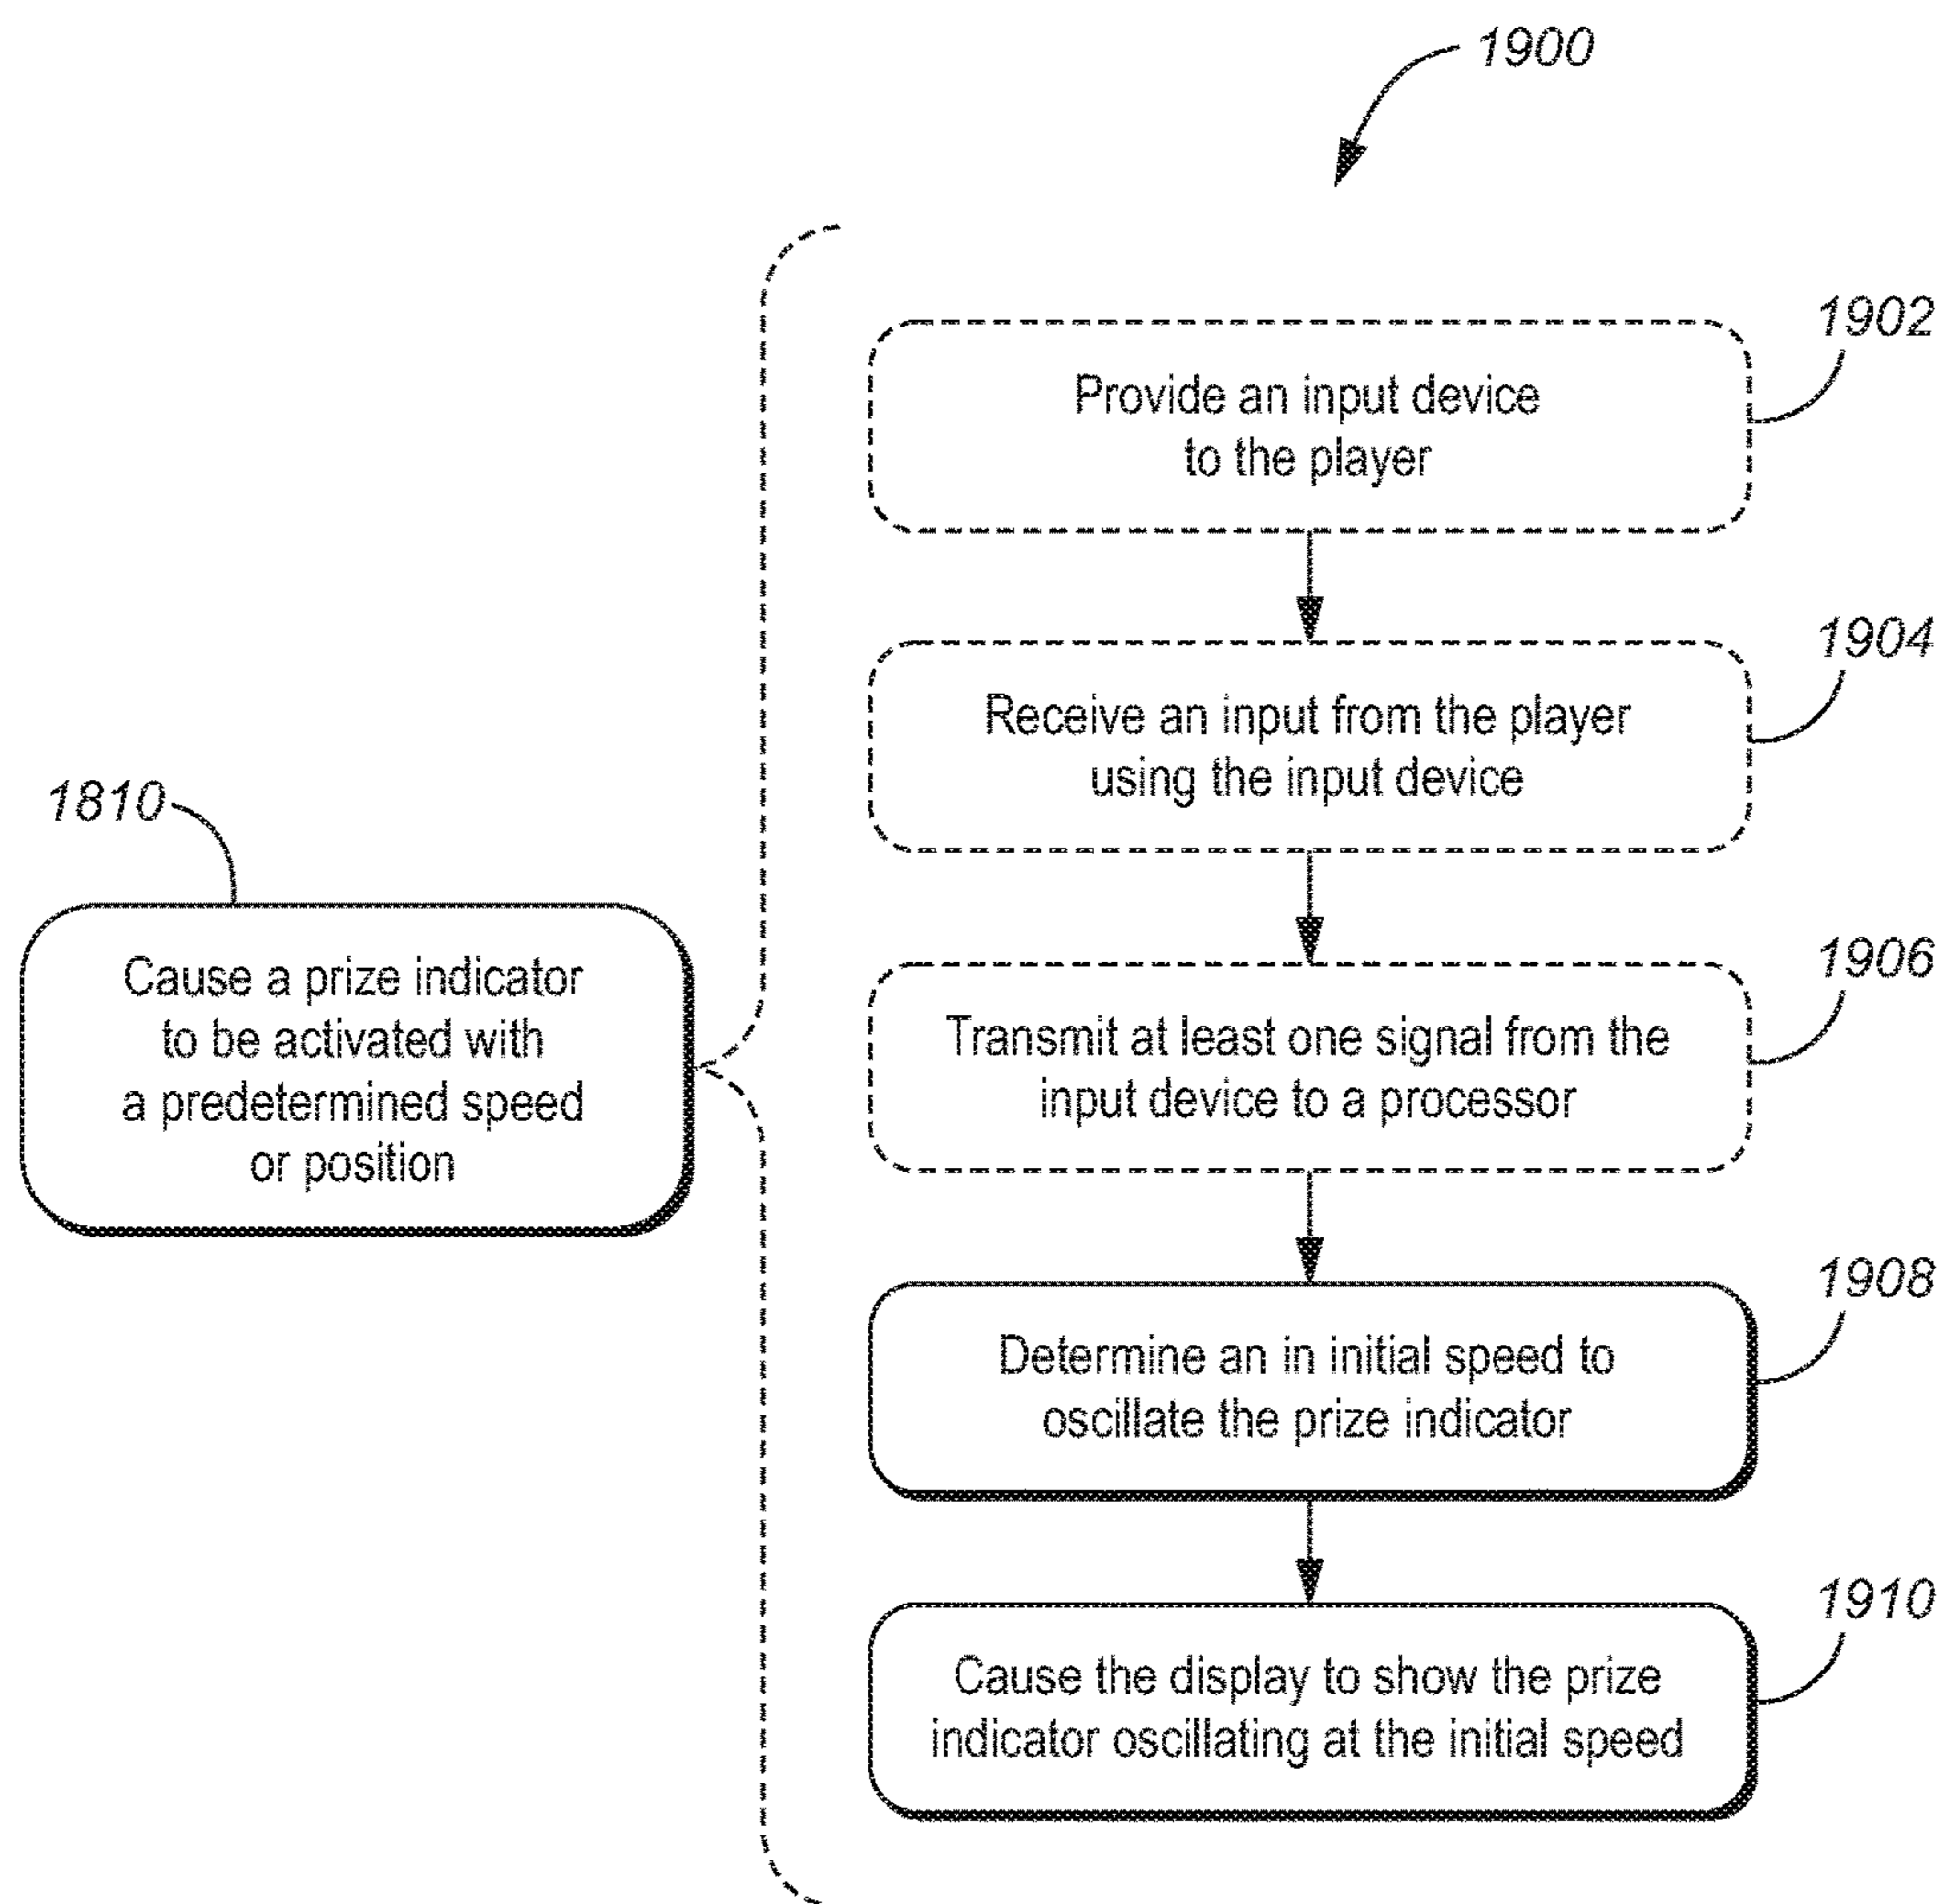 1900
1902
Provide an input device
to the player
1904
Receive an input from the player
using the input device
1810
Cause a prize indicator
to be activated with
a predetermined speed
or position
1906
Transmit at least one signal from the
input device to a processor
1908
Determine an in initial speed to
oscillate the prize indicator
1910
Cause the display to show the prize
indicator oscillating at the initial speed